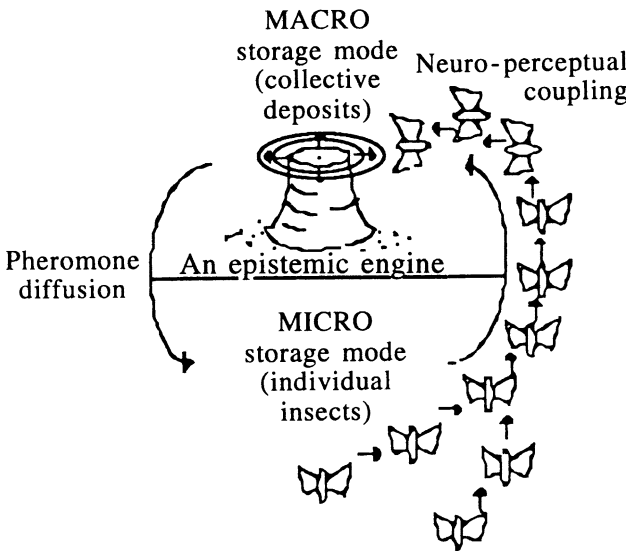 MACRO
storage mode
(collective
deposits)
Neuro-perceptual
coupling
Pheromone
diffusion
An epistemic engine
MICRO
storage mode
(individual
insects)